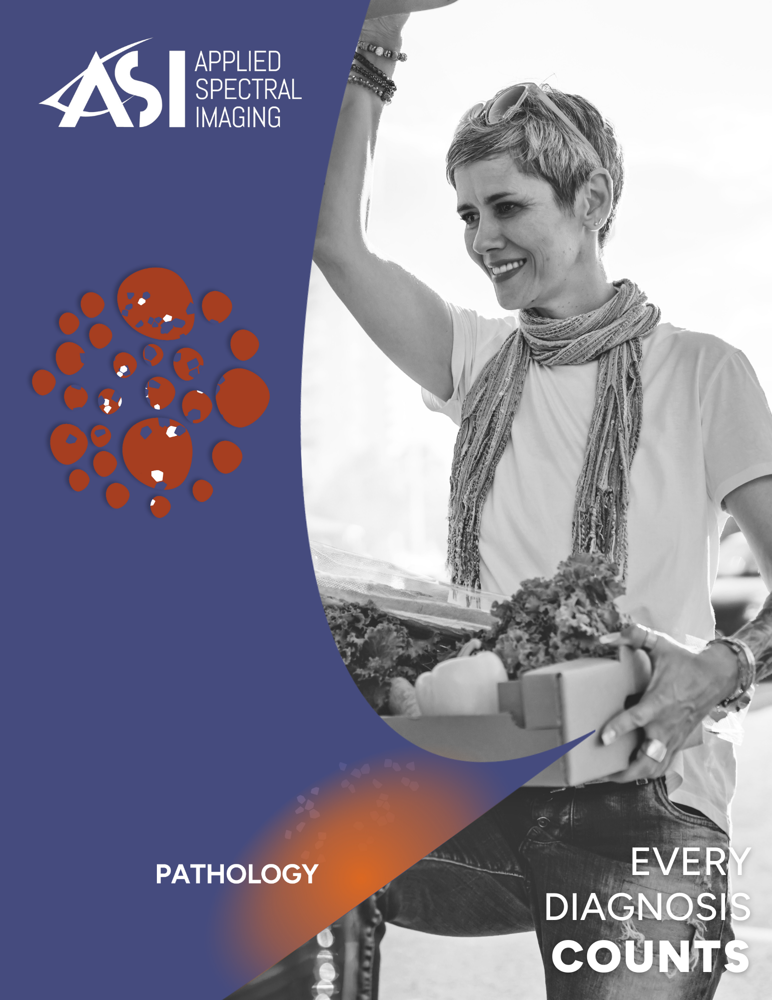 ASI
APPLIED
SPECTRAL
IMAGING
PATHOLOGY
EVERY
DIAGNOSIS
COUNTS